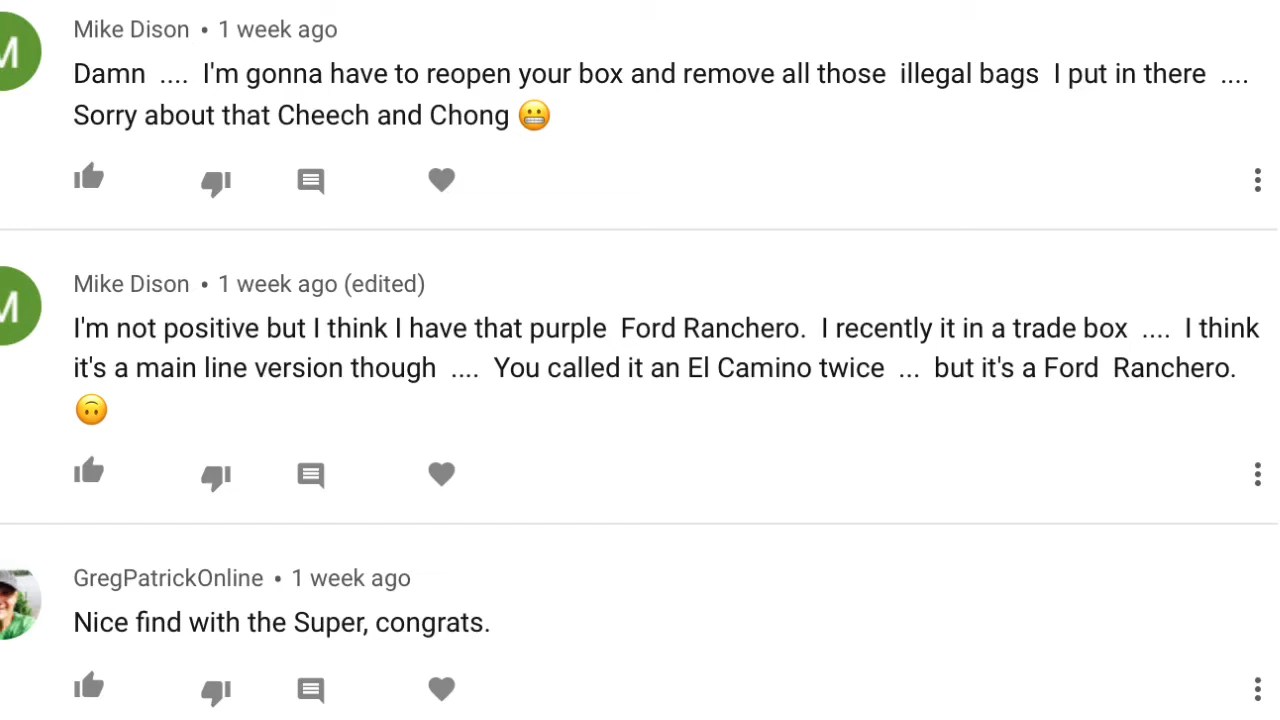 M
Mike Dison • 1 week ago
Damn .... I'm gonna have to reopen your box and remove all those illegal bags I put in there ....
Sorry about that Cheech and Chong 😬
M
Mike Dison • 1 week ago (edited)
I'm not positive but I think I have that purple Ford Ranchero. I recently it in a trade box .... I think
it's a main line version though .... You called it an El Camino twice ... but it's a Ford Ranchero.
🙃
GregPatrickOnline • 1 week ago
Nice find with the Super, congrats.